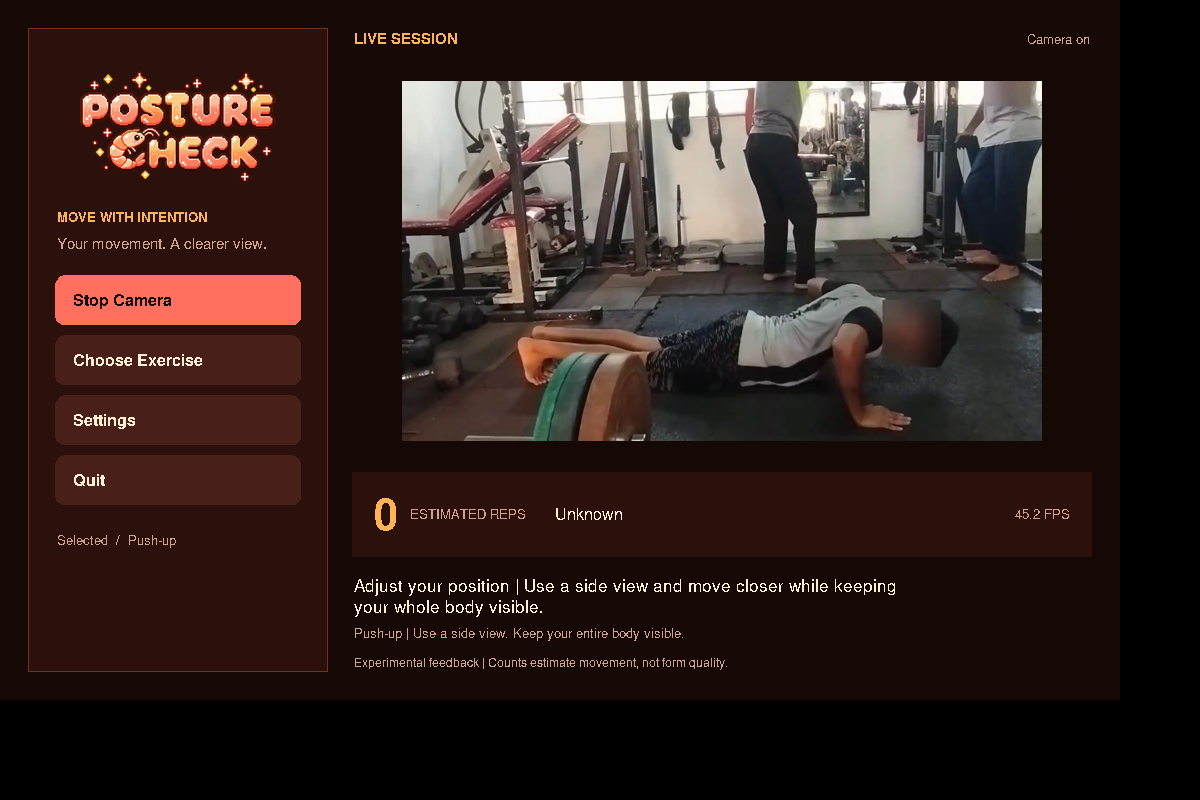 POSTURE
CHECK
MOVE WITH INTENTION
Your movement. A clearer view.
Stop Camera
Choose Exercise
Settings
Quit
Selected / Push-up
LIVE SESSION
Camera on
0 ESTIMATED REPS Unknown 45.2 FPS
Adjust your position | Use a side view and move closer while keeping
your whole body visible.
Push-up | Use a side view. Keep your entire body visible.
Experimental feedback | Counts estimate movement, not form quality.